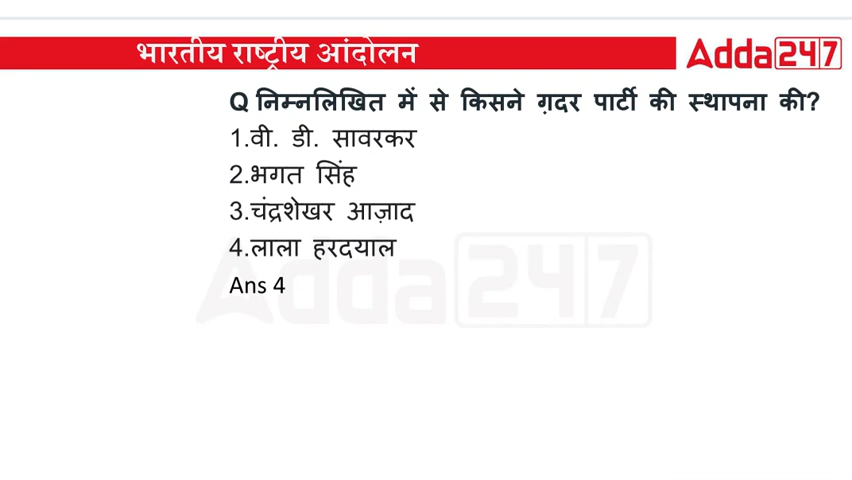 भारतीय राष्ट्रीय आंदोलन
Adda247
Q निम्नलिखित में से किसने ग़दर पार्टी की स्थापना की?
1.वी. डी. सावरकर
2.भगत सिंह
3.चंद्रशेखर आज़ाद
4.लाला हरदयाल
Ans 4
Adda247